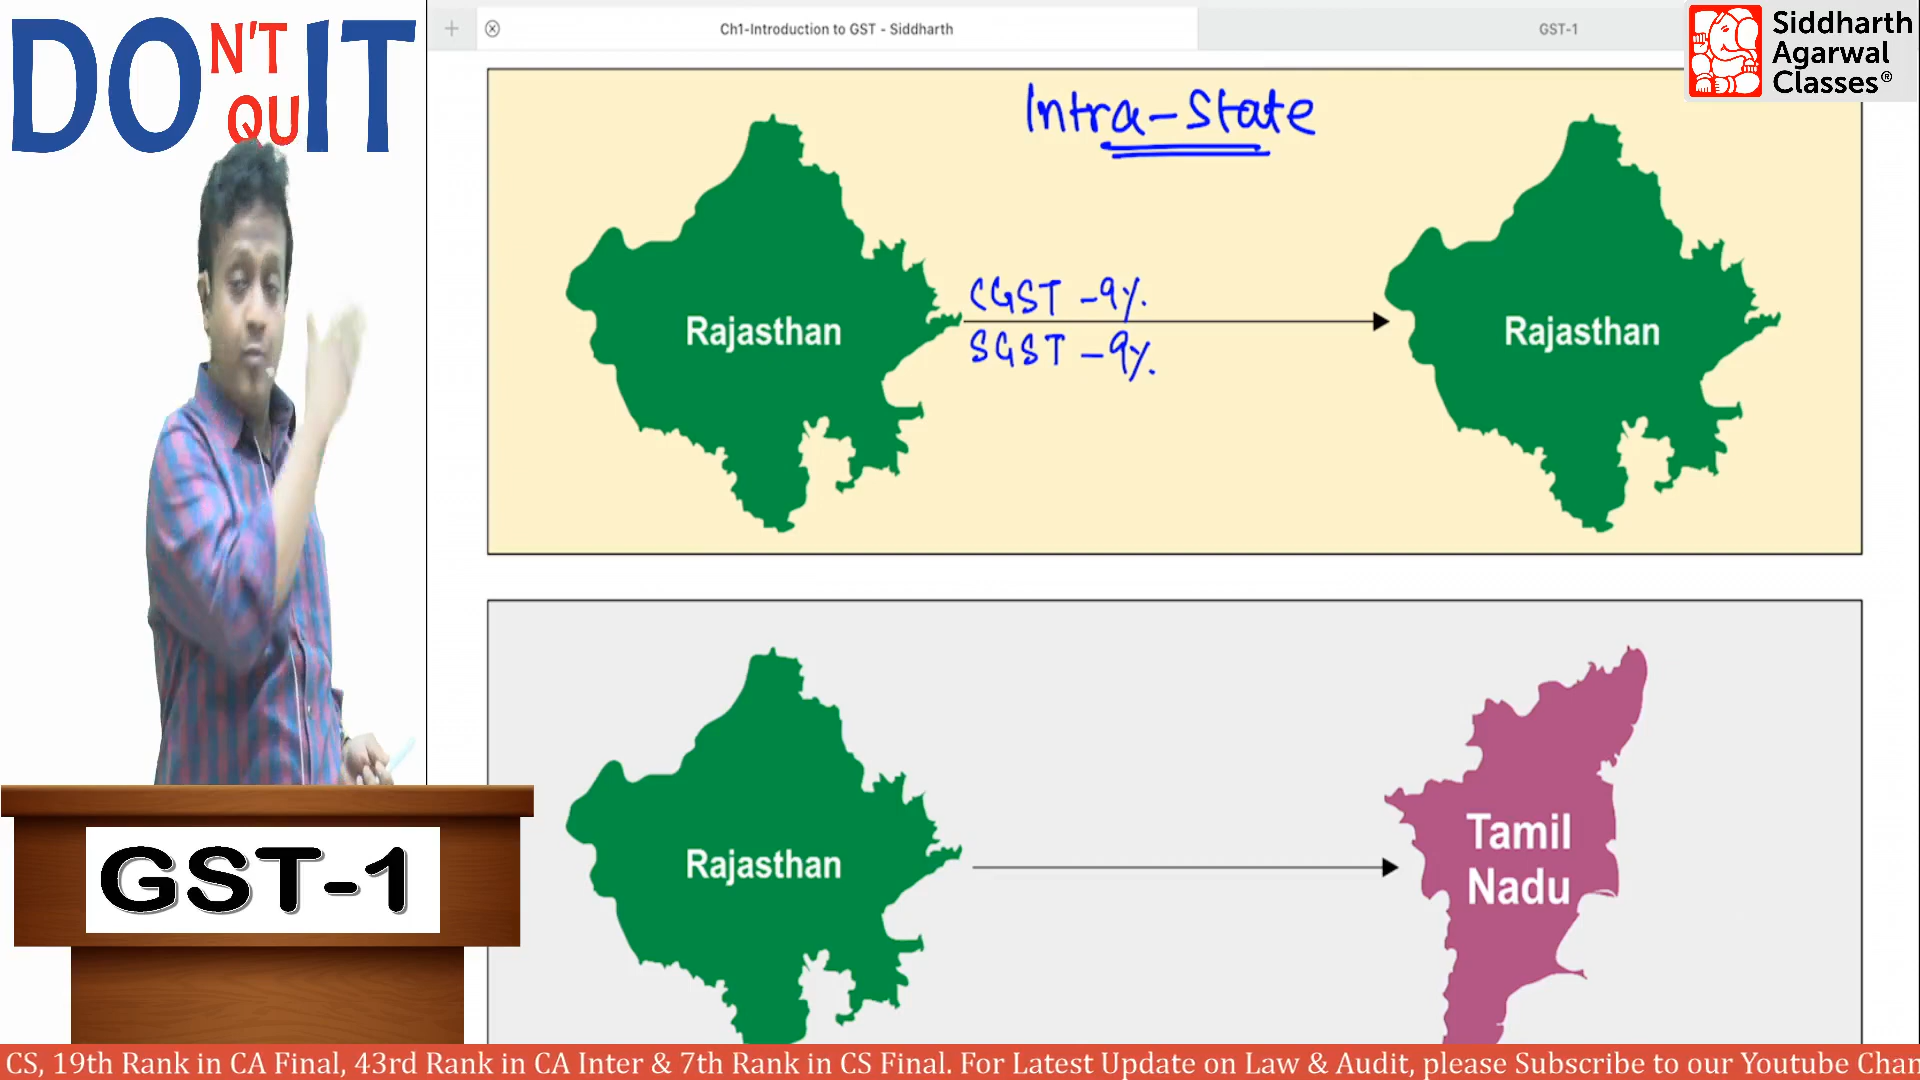 DON'T QUIT
Ch1-Introduction to GST - Siddharth
GST-1
Siddharth
Agarwal
Classes®
Intra-State
CGST - 9%.
SGST - 9%.
Rajasthan
Rajasthan
Rajasthan
Tamil
Nadu
GST-1
CS, 19th Rank in CA Final, 43rd Rank in CA Inter & 7th Rank in CS Final. For Latest Update on Law & Audit, please Subscribe to our Youtube Chan